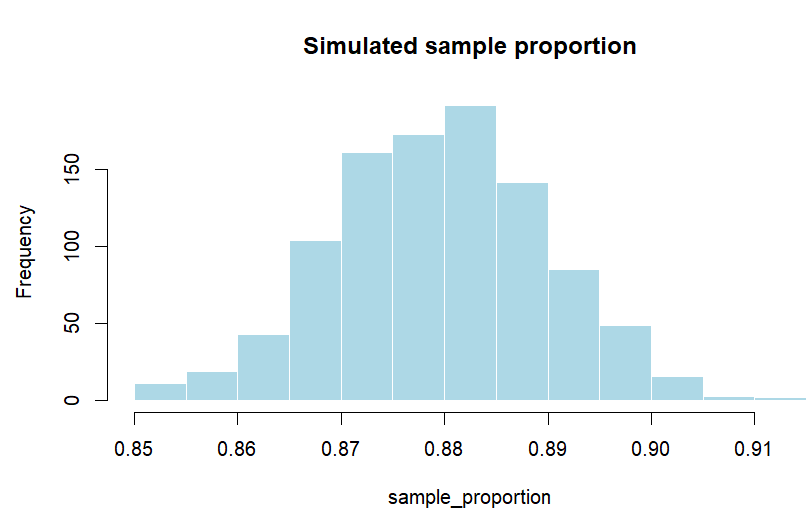 Simulated sample proportion
Frequency
150
100
50
0
0.85 0.86 0.87 0.88 0.89 0.90 0.91
sample_proportion